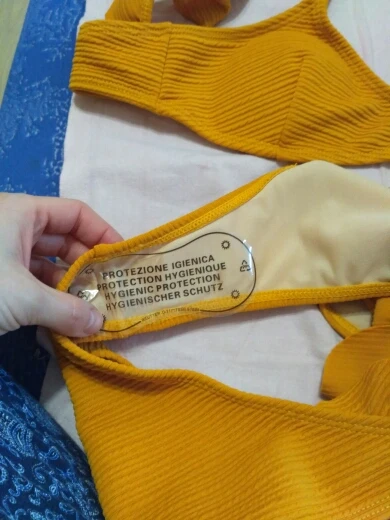 PROTEZIONE IGIENICA
PROTECTION HYGIENIQUE
HYGIENIC PROTECTION
HYGIENISCHER SCHUTZ